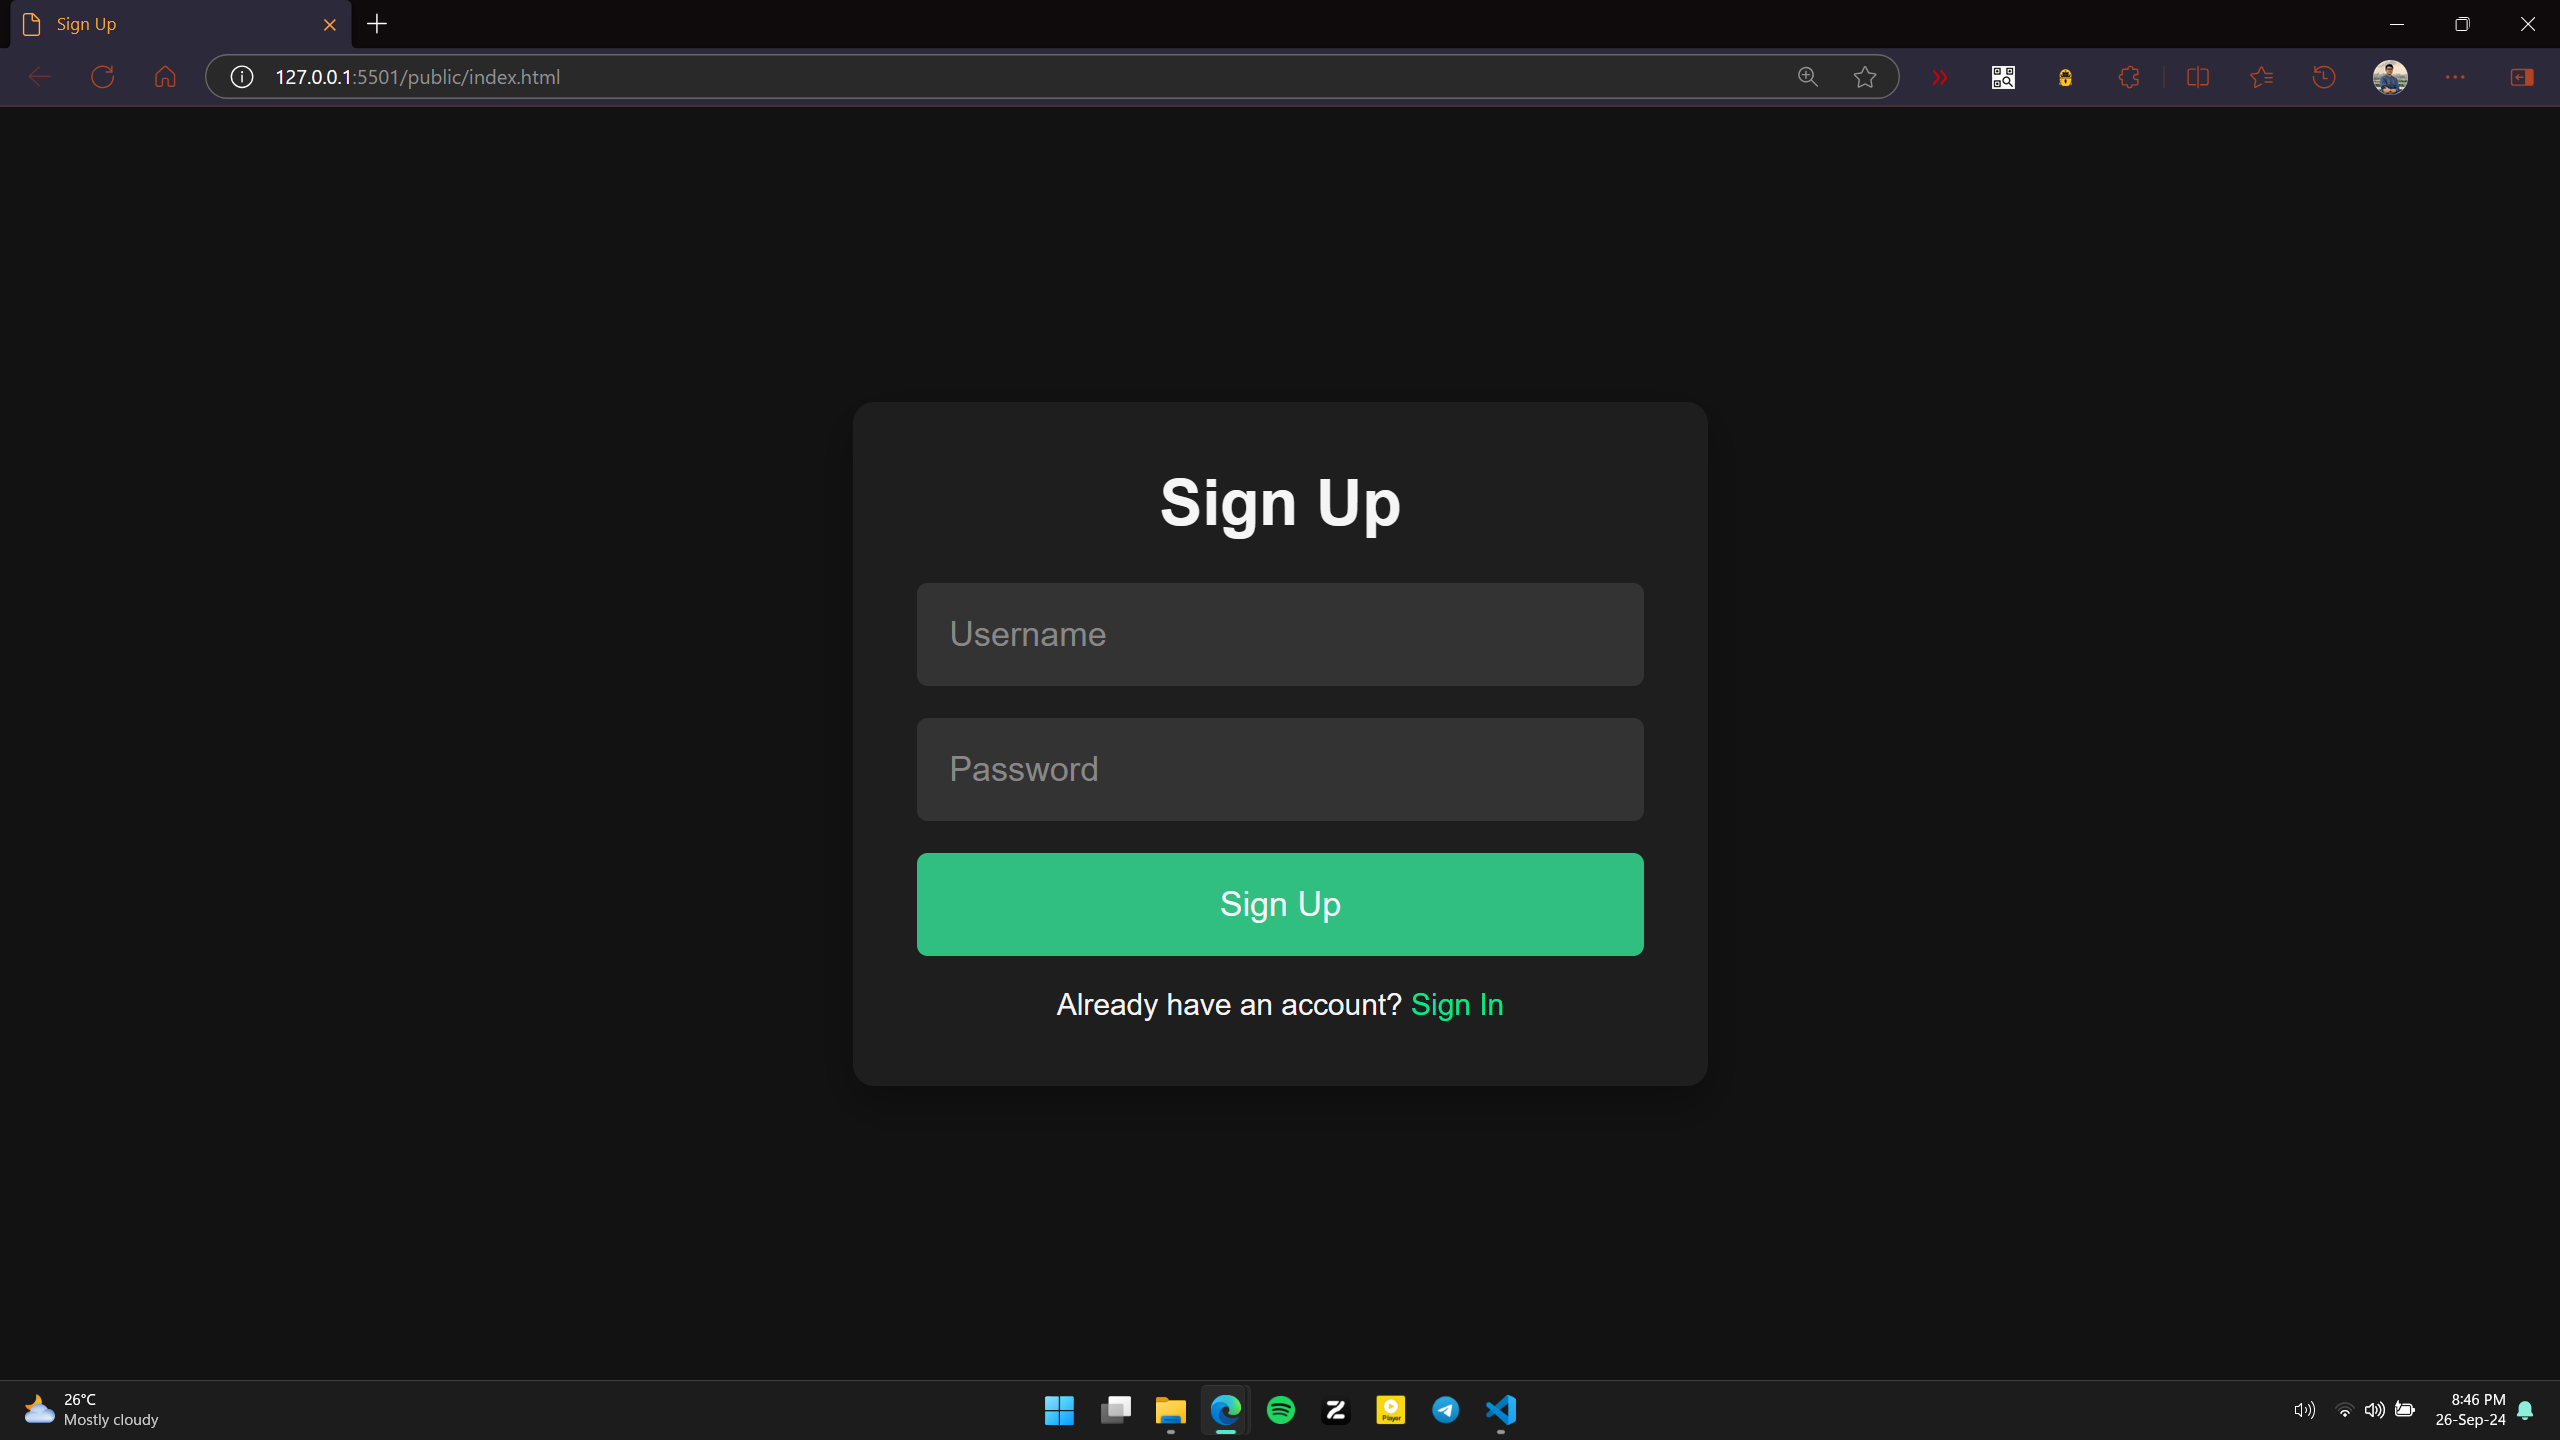 Sign Up
127.0.0.1:5501/public/index.html
Sign Up
Username
Password
Sign Up
Already have an account? Sign In
26°C
Mostly cloudy
Player
8:46 PM
26-Sep-24